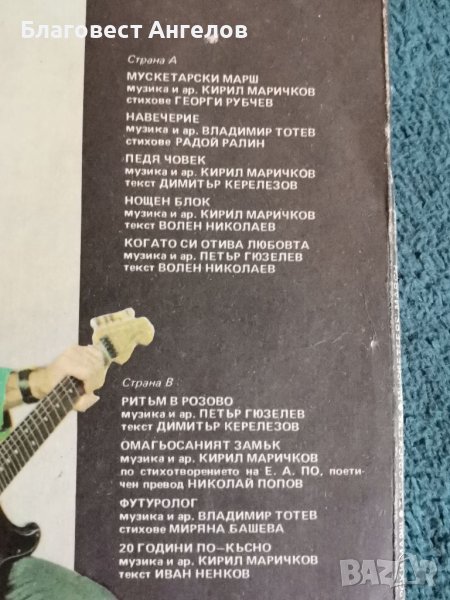 Благовест Ангелов
Страна А
МУСКЕТАРСКИ МАРШ
музика и ар. КИРИЛ МАРИЧКОВ
стихове ГЕОРГИ РУБЧЕВ
НАВЕЧЕРИЕ
музика и ар. ВЛАДИМИР ТОТЕВ
стихове РАДОЙ РАЛИН
ПЕДЯ ЧОВЕК
музика и ар. КИРИЛ МАРИЧКОВ
текст ДИМИТЪР КЕРЕЛЕЗОВ
НОЩЕН БЛОК
музика и ар. КИРИЛ МАРИЧКОВ
текст ВОЛЕН НИКОЛАЕВ
КОГАТО СИ ОТИВА ЛЮБОВТА
музика и ар. ПЕТЪР ГЮЗЕЛЕВ
текст ВОЛЕН НИКОЛАЕВ
Страна В
РИТЪМ В РОЗОВО
музика и ар. ПЕТЪР ГЮЗЕЛЕВ
текст ДИМИТЪР КЕРЕЛЕЗОВ
ОМАГЬОСАНИЯТ ЗАМЪК
музика и ар. КИРИЛ МАРИЧКОВ
по стихотворението на Е. А. ПО, поети-
чен превод НИКОЛАЙ ПОПОВ
ФУТУРОЛОГ
музика и ар. ВЛАДИМИР ТОТЕВ
стихове МИРЯНА БАШЕВА
20 ГОДИНИ ПО–КЪСНО
музика и ар. КИРИЛ МАРИЧКОВ
текст ИВАН НЕНКОВ
bazar